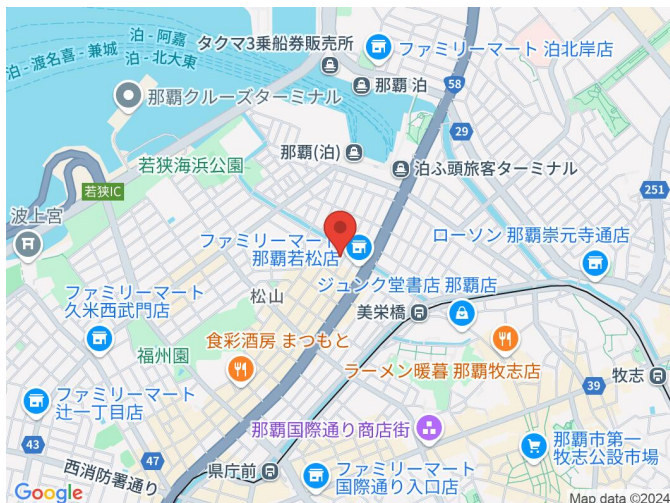 泊 - 阿嘉
泊 - 渡名喜 - 兼城
泊 - 北大東
タクマ3乗船券販売所
ファミリーマート 泊北岸店
那覇 泊
58
那覇クルーズターミナル
29
那覇(泊)
若狭海浜公園
泊ふ頭旅客ターミナル
若狭IC
251
波上宮
ファミリーマート
那覇若松店
ローソン 那覇崇元寺通店
ジュンク堂書店 那覇店
松山
美栄橋
ファミリーマート
久米西武門店
食彩酒房 まつもと
福州園
ラーメン暖暮 那覇牧志店
牧志
39
ファミリーマート
辻一丁目店
那覇国際通り商店街
43
那覇市第一
牧志公設市場
47
西消防署通り
県庁前
ファミリーマート
国際通り入口店
Google
Map data ©2024